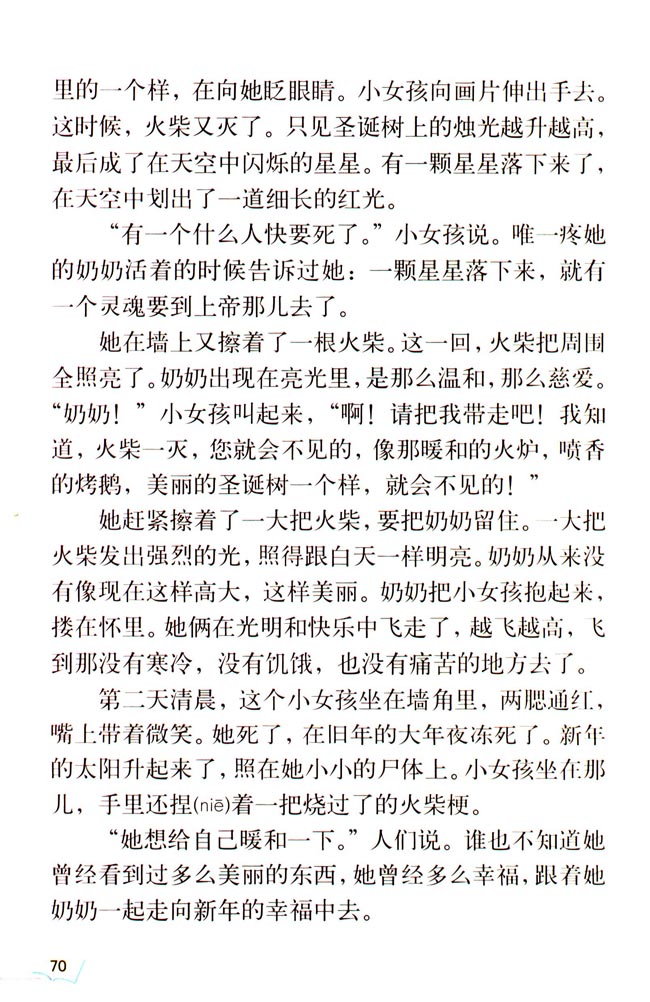 里的一个样，在向她眨眼睛。小女孩向画片伸出手去。
这时候，火柴又灭了。只见圣诞树上的烛光越升越高，
最后成了在天空中闪烁的星星。有一颗星星落下来了，
在天空中划出了一道细长的红光。
“有一个什么人快要死了。”小女孩说。唯一疼她
的奶奶活着的时候告诉过她：一颗星星落下来，就有
一个灵魂要到上帝那儿去了。
她在墙上又擦着了一根火柴。这一回，火柴把周围
全照亮了。奶奶出现在亮光里，是那么温和，那么慈爱。
“奶奶！”小女孩叫起来，“啊！请把我带走吧！我知
道，火柴一灭，您就会不见的，像那暖和的火炉，喷香
的烤鹅，美丽的圣诞树一个样，就会不见的！”
她赶紧擦着了一大把火柴，要把奶奶留住。一大把
火柴发出强烈的光，照得跟白天一样明亮。奶奶从来没
有像现在这样高大，这样美丽。奶奶把小女孩抱起来，
搂在怀里。她俩在光明和快乐中飞走了，越飞越高，飞
到那没有寒冷，没有饥饿，也没有痛苦的地方去了。
第二天清晨，这个小女孩坐在墙角里，两腮通红，
嘴上带着微笑。她死了，在旧年的大年夜冻死了。新年
的太阳升起来了，照在她小小的尸体上。小女孩坐在那
儿，手里还捏(niē)着一把烧过了的火柴梗。
“她想给自己暖和一下。”人们说。谁也不知道她
曾经看到过多么美丽的东西，她曾经多么幸福，跟着她
奶奶一起走向新年的幸福中去。
70